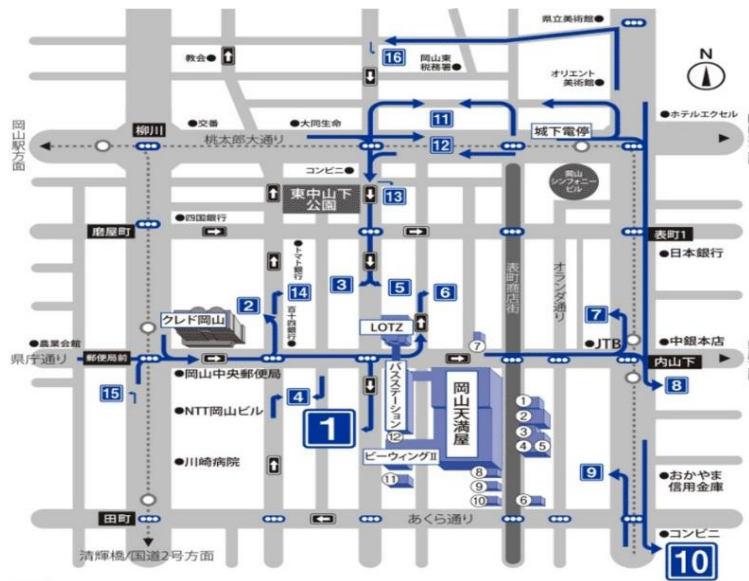 県立美術館●
教会●
16
岡山東
税務署●
オリエント
美術館●
N
柳川
●交番
●大同生命
11
●ホテルエクセル
岡山駅方面
桃太郎大通り
12
城下電停
コンビニ●
岡山
シンフォニー
ビル
東中山下
公園
13
●四国銀行
磨屋町
表町1
●トマト銀行
表町商店街
オランダ通り
●日本銀行
3
5
6
14
2
百十四銀行●
クレド岡山
LOTZ
7
⑦
●JTB
●中銀本店
●農業会館
県庁通り
郵便局前
内山下
8
15
●岡山中央郵便局
4
●NTT岡山ビル
1
バスステーション
⑫
岡山天満屋
①
②
③
④
⑤
●川崎病院
ビーウィングⅡ
⑪
⑧
⑨
⑩
⑥
9
●おかやま
信用金庫
田町
あくら通り
●コンビニ
10
清輝橋/国道2号方面